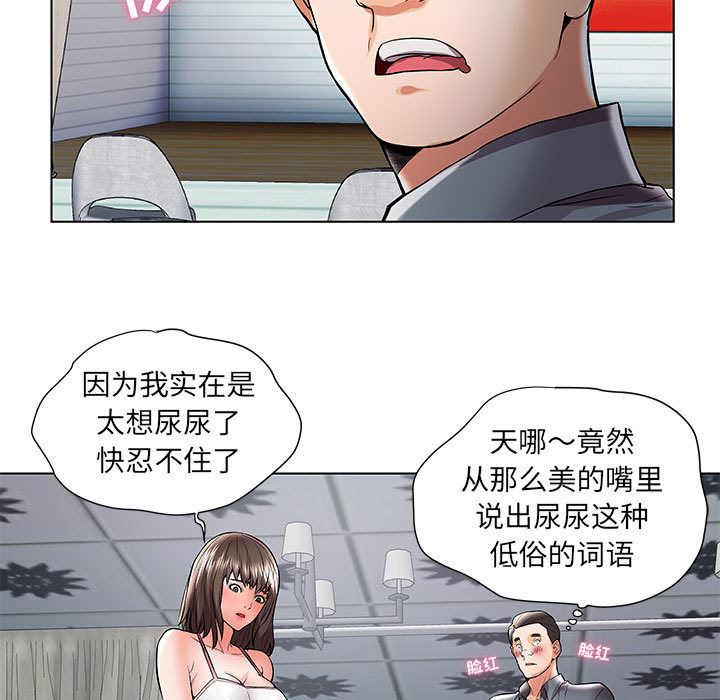 因为我实在是
太想尿尿了
快忍不住了
天哪～竟然
从那么美的嘴里
说出尿尿这种
低俗的词语
脸红
脸红